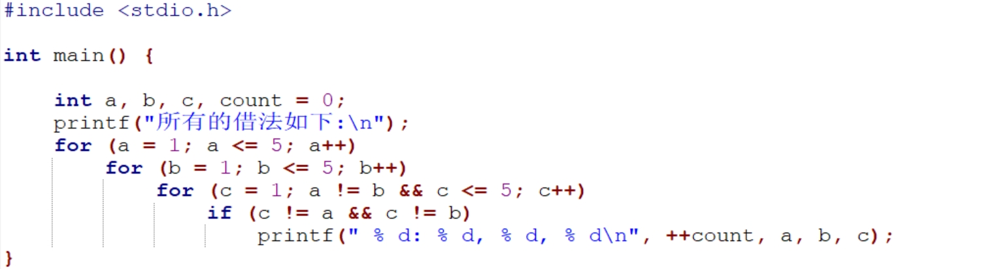 #include <stdio.h>
int main() {
int a, b, c, count = 0;
printf("所有的借法如下:\n");
for (a = 1; a <= 5; a++)
for (b = 1; b <= 5; b++)
for (c = 1; a != b && c <= 5; c++)
if (c != a && c != b)
printf(" % d: % d, % d, % d\n", ++count, a, b, c);
}